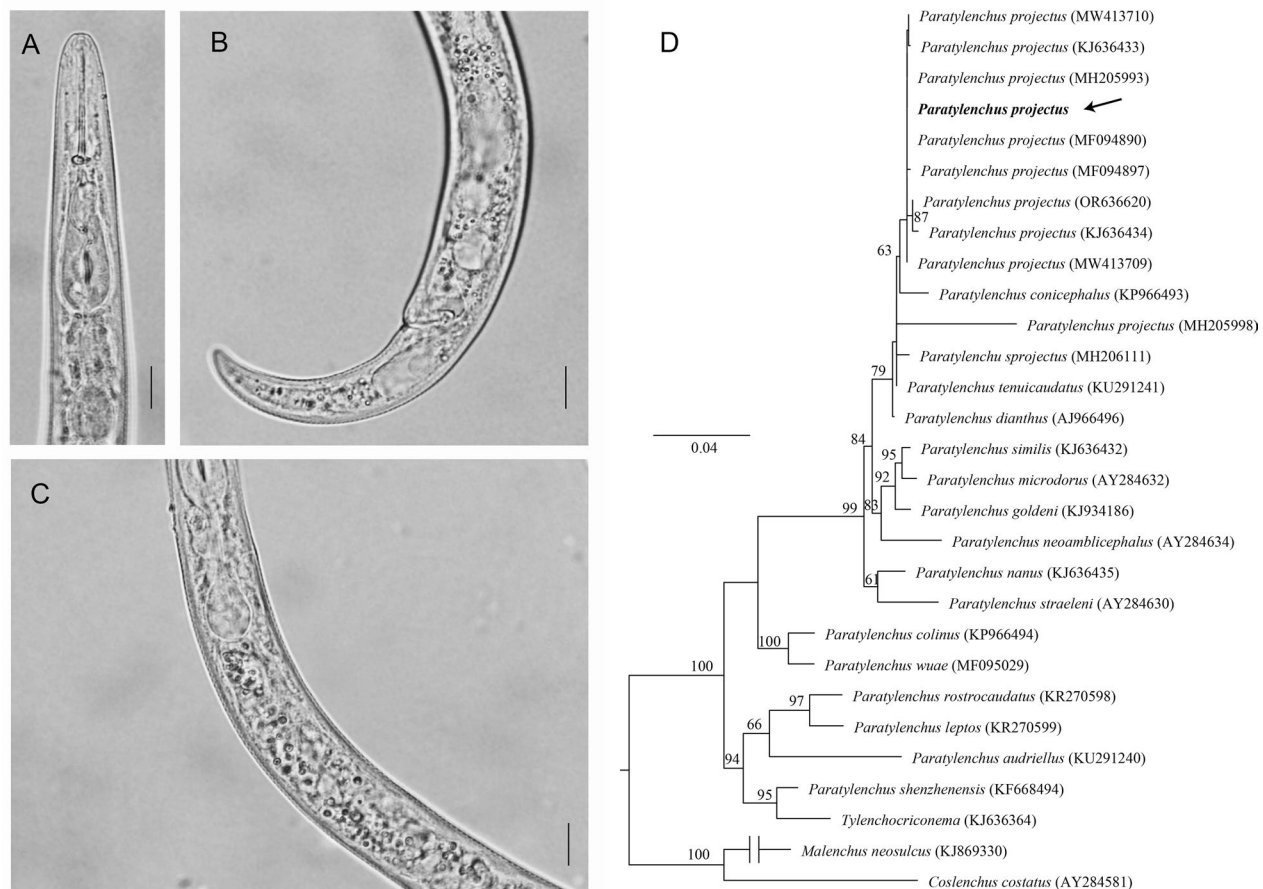 A
B
C
D
Paratylenchus projectus (MW413710)
Paratylenchus projectus (KJ636433)
Paratylenchus projectus (MH205993)
Paratylenchus projectus
Paratylenchus projectus (MF094890)
Paratylenchus projectus (MF094897)
Paratylenchus projectus (OR636620)
87
Paratylenchus projectus (KJ636434)
63
Paratylenchus projectus (MW413709)
Paratylenchus conicephalus (KP966493)
Paratylenchus projectus (MH205998)
Paratylenchu sprojectus (MH206111)
79
Paratylenchus tenuicaudatus (KU291241)
Paratylenchus dianthus (AJ966496)
0.04
84
Paratylenchus similis (KJ636432)
95
92
Paratylenchus microdorus (AY284632)
99
83
Paratylenchus goldeni (KJ934186)
Paratylenchus neoamblicephalus (AY284634)
Paratylenchus nanus (KJ636435)
61
Paratylenchus straeleni (AY284630)
Paratylenchus colinus (KP966494)
100
Paratylenchus wuae (MF095029)
100
Paratylenchus rostrocaudatus (KR270598)
97
66
Paratylenchus leptos (KR270599)
94
Paratylenchus audriellus (KU291240)
Paratylenchus shenzhenensis (KF668494)
95
Tylenchocriconema (KJ636364)
Malenchus neosulcus (KJ869330)
100
Coslenchus costatus (AY284581)